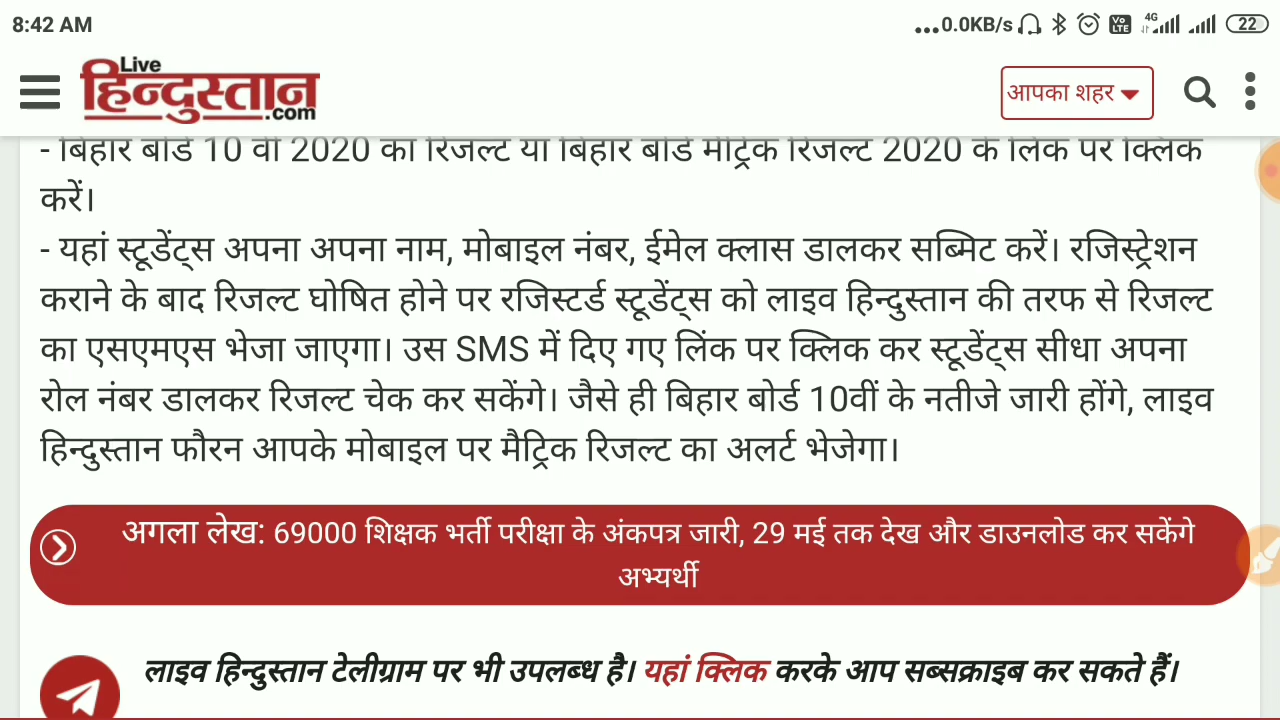 8:42 AM ...0.0KB/s 4G Vo LTE 22
Live
हिन्दुस्तान
.com
आपका शहर
- बिहार बोर्ड 10 वीं 2020 का रिजल्ट या बिहार बोर्ड मैट्रिक रिजल्ट 2020 के लिंक पर क्लिक
करें।
- यहां स्टूडेंट्स अपना अपना नाम, मोबाइल नंबर, ईमेल क्लास डालकर सब्मिट करें। रजिस्ट्रेशन
कराने के बाद रिजल्ट घोषित होने पर रजिस्टर्ड स्टूडेंट्स को लाइव हिन्दुस्तान की तरफ से रिजल्ट
का एसएमएस भेजा जाएगा। उस SMS में दिए गए लिंक पर क्लिक कर स्टूडेंट्स सीधा अपना
रोल नंबर डालकर रिजल्ट चेक कर सकेंगे। जैसे ही बिहार बोर्ड 10वीं के नतीजे जारी होंगे, लाइव
हिन्दुस्तान फौरन आपके मोबाइल पर मैट्रिक रिजल्ट का अलर्ट भेजेगा।
अगला लेख: 69000 शिक्षक भर्ती परीक्षा के अंकपत्र जारी, 29 मई तक देख और डाउनलोड कर सकेंगे
अभ्यर्थी
लाइव हिन्दुस्तान टेलीग्राम पर भी उपलब्ध है। यहां क्लिक करके आप सब्सक्राइब कर सकते हैं।